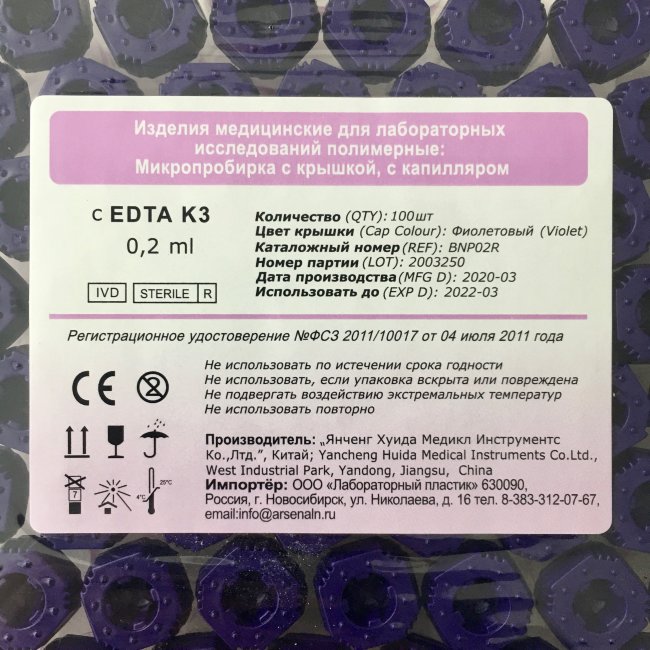 Изделия медицинские для лабораторных
исследований полимерные:
Микропробирка с крышкой, с капилляром
с EDTA K3
0,2 ml
IVD
STERILE R
Количество (QTY): 100шт
Цвет крышки (Cap Colour): Фиолетовый (Violet)
Каталожный номер (REF): BNP02R
Номер партии (LOT): 2003250
Дата производства (MFG D): 2020-03
Использовать до (EXP D): 2022-03
Регистрационное удостоверение №ФСЗ 2011/10017 от 04 июля 2011 года
CE
2
Не использовать по истечении срока годности
Не использовать, если упаковка вскрыта или повреждена
Не подвергать воздействию экстремальных температур
Не использовать повторно
7
4°C
25°C
Производитель: „Янченг Хуида Медикл Инструментс
Ко.,Лтд.”, Китай; Yancheng Huida Medical Instruments Co.Ltd.,
West Industrial Park, Yandong, Jiangsu, China
Импортёр: ООО «Лабораторный пластик» 630090,
Россия, г. Новосибирск, ул. Николаева, д. 16 тел. 8-383-312-07-67,
email:info@arsenaln.ru